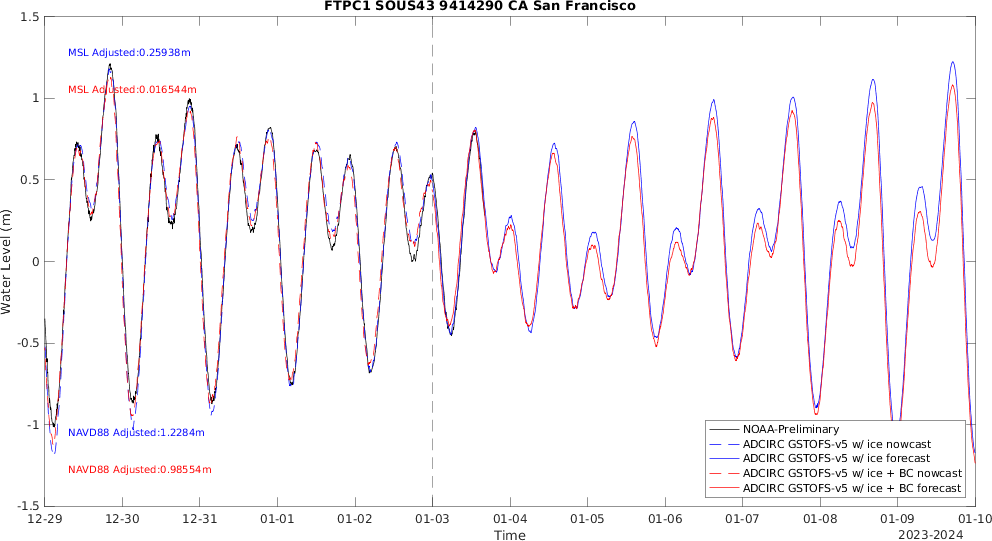 FTPC1 SOUS43 9414290 CA San Francisco
1.5
1
0.5
0
-0.5
-1
-1.5
Water Level (m)
MSL Adjusted:0.25938m
MSL Adjusted:0.016544m
NAVD88 Adjusted:1.2284m
NAVD88 Adjusted:0.98554m
NOAA-Preliminary
ADCIRC GSTOFS-v5 w/ ice nowcast
ADCIRC GSTOFS-v5 w/ ice forecast
ADCIRC GSTOFS-v5 w/ ice + BC nowcast
ADCIRC GSTOFS-v5 w/ ice + BC forecast
12-29 12-30 12-31 01-01 01-02 01-03 01-04 01-05 01-06 01-07 01-08 01-09 01-10
Time
2023-2024